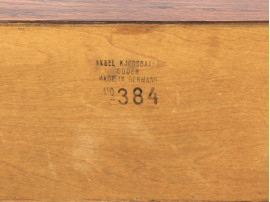 AKSEL KJERSGAARD
ODDER
MADE IN DENMARK
No 384